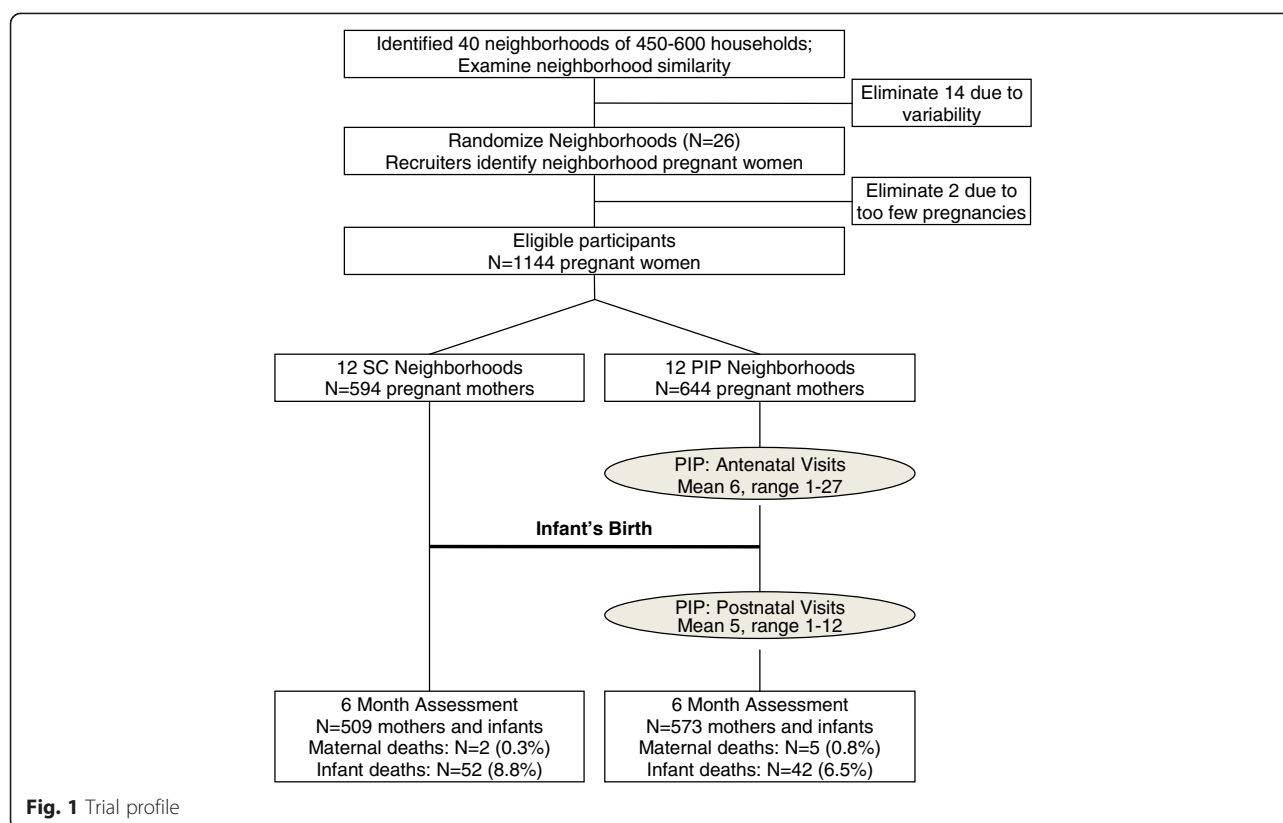 Identified 40 neighborhoods of 450-600 households;
Examine neighborhood similarity
Eliminate 14 due to
variability
Randomize Neighborhoods (N=26)
Recruiters identify neighborhood pregnant women
Eliminate 2 due to
too few pregnancies
Eligible participants
N=1144 pregnant women
12 SC Neighborhoods
N=594 pregnant mothers
12 PIP Neighborhoods
N=644 pregnant mothers
PIP: Antenatal Visits
Mean 6, range 1-27
Infant's Birth
PIP: Postnatal Visits
Mean 5, range 1-12
6 Month Assessment
N=509 mothers and infants
Maternal deaths: N=2 (0.3%)
Infant deaths: N=52 (8.8%)
6 Month Assessment
N=573 mothers and infants
Maternal deaths: N=5 (0.8%)
Infant deaths: N=42 (6.5%)
Fig. 1 Trial profile